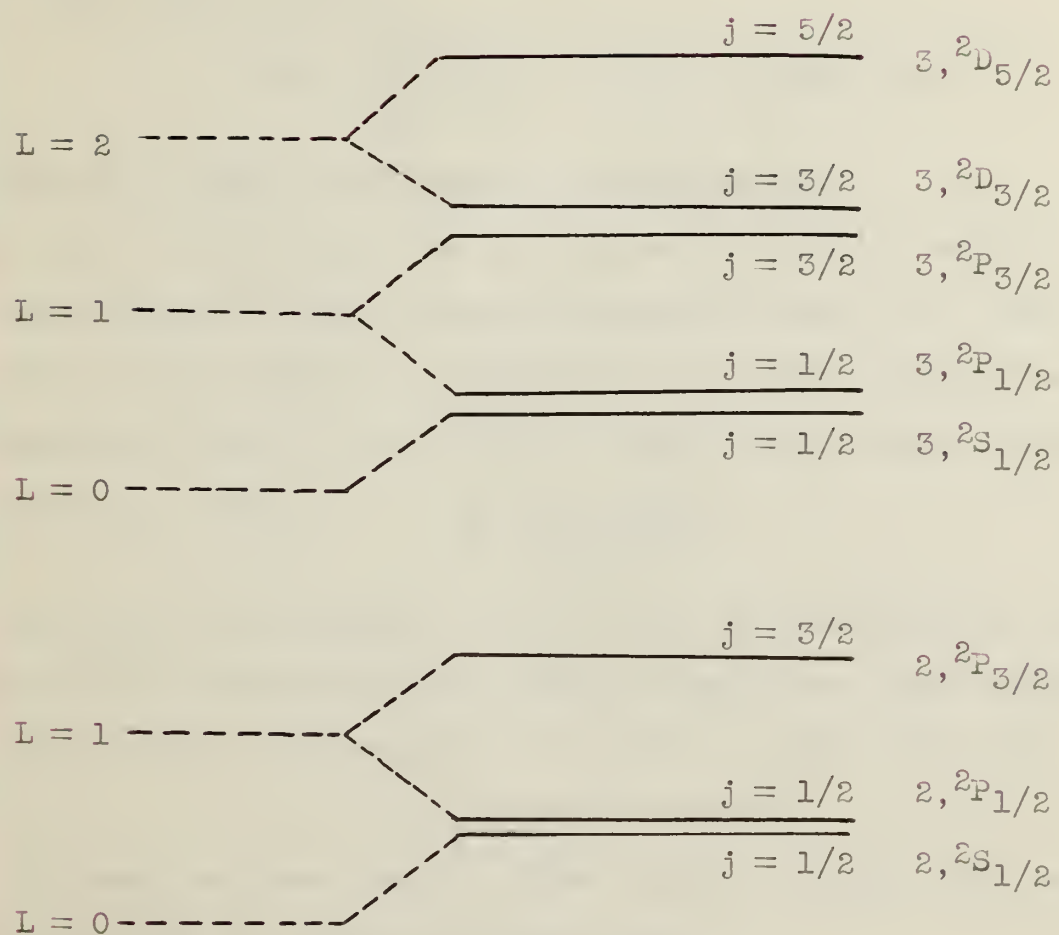 j = 5/2
3,²D₅/₂
L = 2
j = 3/2 3,²D₃/₂
j = 3/2 3,²P₃/₂
L = 1
j = 1/2 3,²P₁/₂
j = 1/2 3,²S₁/₂
L = 0
j = 3/2
2,²P₃/₂
L = 1
j = 1/2 2,²P₁/₂
j = 1/2 2,²S₁/₂
L = 0